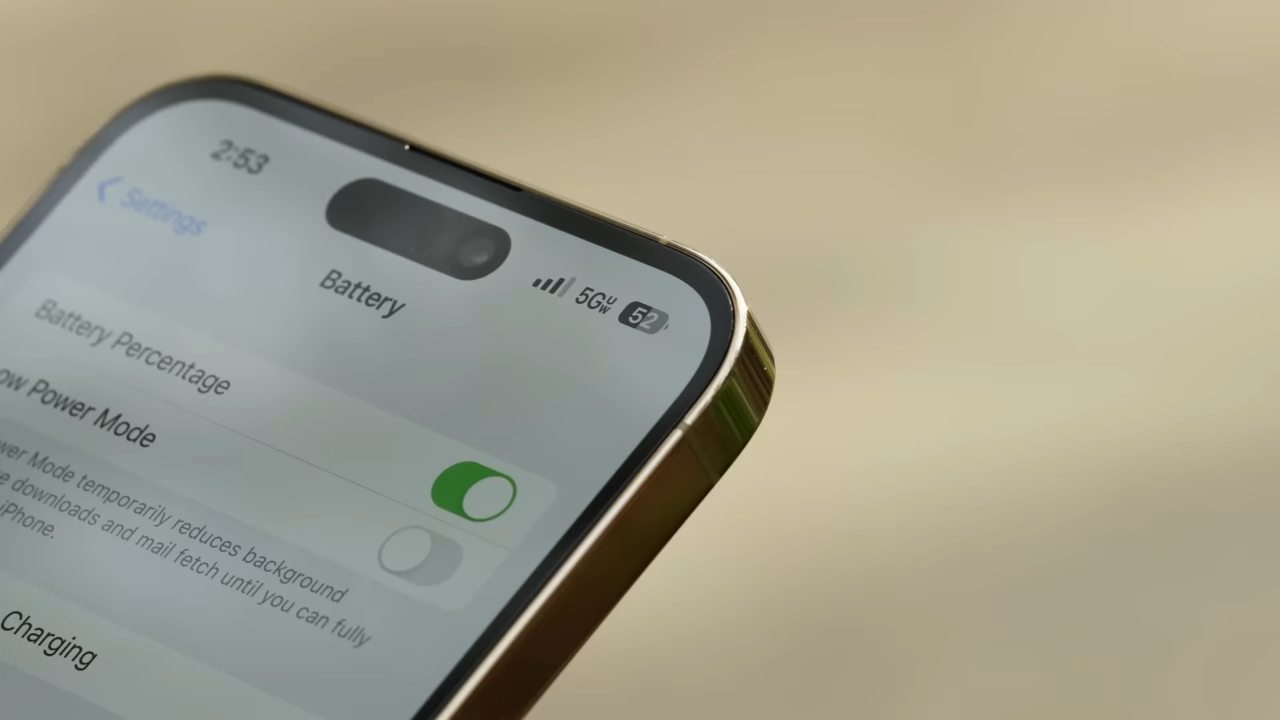 2:53
5G UW 52
Settings
Battery
Battery Percentage
ow Power Mode
wer Mode temporarily reduces background
e downloads and mail fetch until you can fully
iPhone.
Charging